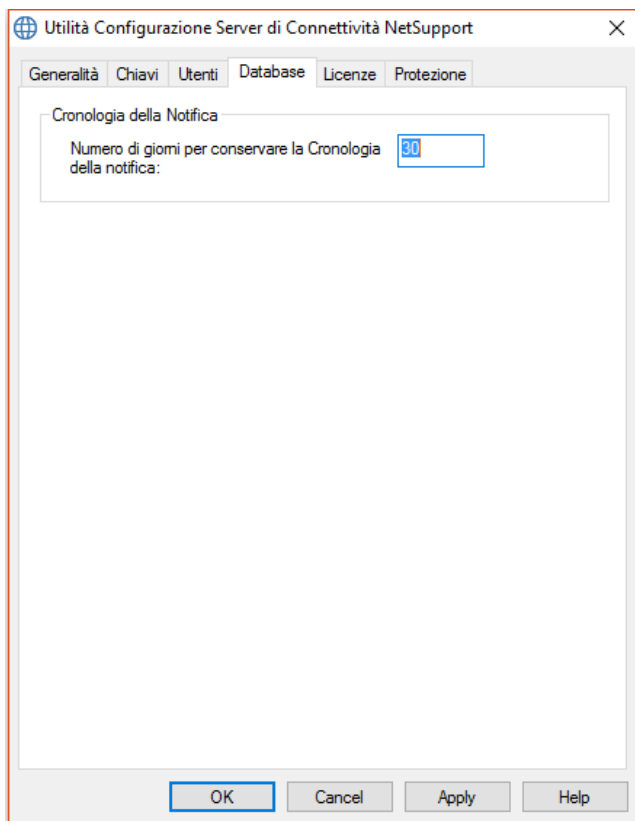 Utilità Configurazione Server di Connettività NetSupport
Generalità Chiavi Utenti Database Licenze Protezione
Cronologia della Notifica
Numero di giorni per conservare la Cronologia 30
della notifica:
OK Cancel Apply Help